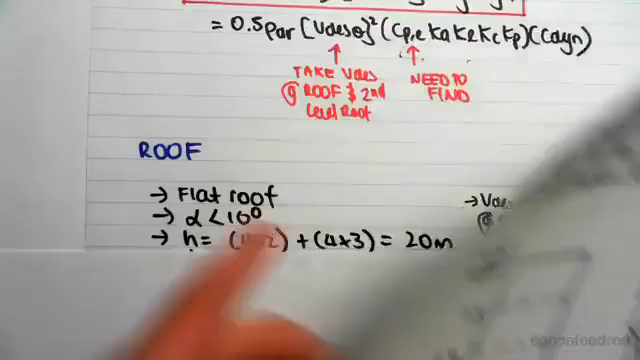 = 0.5ρair [Vdesθ]² (Cp,e Ka Kl Kc Kp)(Cdyn)
TAKE Vdes
@ ROOF & 2nd
Level Roof
NEED TO
FIND
ROOF
→ Flat roof
→ α < 10°
→ h = + (4*3) = 20m
→ Vdes